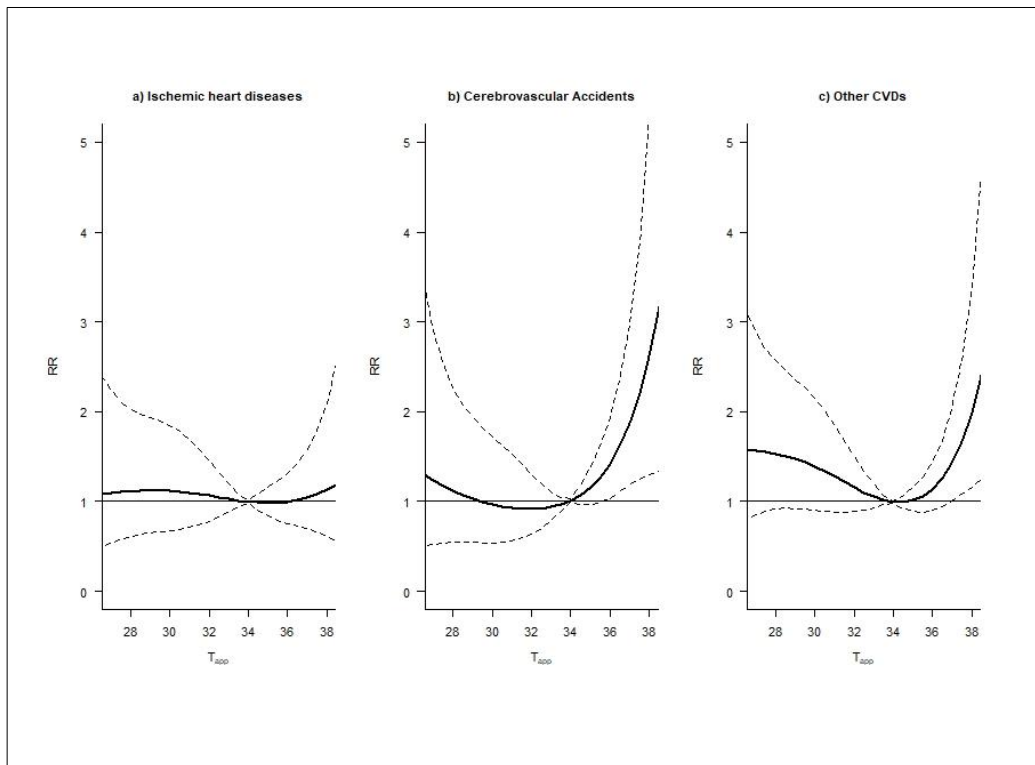 a) Ischemic heart diseases
5
4
3
2
1
0
RR
28 30 32 34 36 38
Tapp
b) Cerebrovascular Accidents
5
4
3
2
1
0
RR
28 30 32 34 36 38
Tapp
c) Other CVDs
5
4
3
2
1
0
RR
28 30 32 34 36 38
Tapp